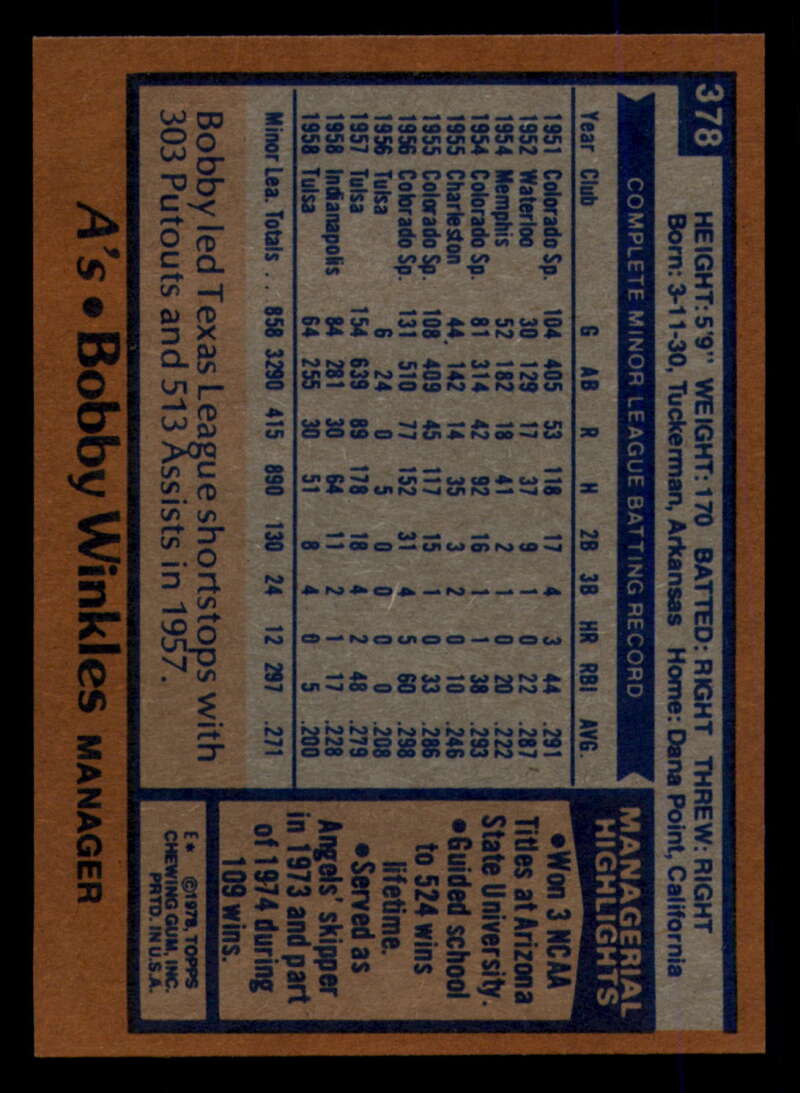 378
HEIGHT: 5'9" WEIGHT: 170 BATTED: RIGHT THREW: RIGHT
Born: 3-11-30, Tuckerman, Arkansas Home: Dana Point, California
COMPLETE MINOR LEAGUE BATTING RECORD
Year Club G AB R H 2B 3B HR RBI AVG.
1951 Colorado Sp. 104 405 53 118 17 4 3 44 .291
1952 Waterloo 30 129 17 37 9 1 0 22 .287
1954 Memphis 52 182 18 41 2 1 0 20 .222
1954 Colorado Sp. 81 314 42 92 16 1 1 38 .293
1955 Charleston 44 142 14 35 3 2 0 10 .246
1955 Colorado Sp. 108 409 45 117 15 1 0 33 .286
1956 Colorado Sp. 131 510 77 152 31 4 5 60 .298
1956 Tulsa 6 24 0 5 0 0 0 0 .208
1957 Tulsa 154 639 89 178 18 4 2 48 .279
1958 Indianapolis 84 281 30 64 11 2 1 17 .228
1958 Tulsa 64 255 30 51 8 4 0 5 .200
Minor Lea. Totals . . 858 3290 415 890 130 24 12 297 .271
Bobby led Texas League shortstops with
303 Putouts and 513 Assists in 1957.
MANAGERIAL
HIGHLIGHTS
•Won 3 NCAA
Titles at Arizona
State University.
•Guided school
to 524 wins
lifetime.
•Served as
Angels' skipper
in 1973 and part
of 1974 during
109 wins.
E* ©1978, TOPPS
CHEWING GUM, INC.
PRTD. IN U.S.A.
A's • Bobby Winkles MANAGER